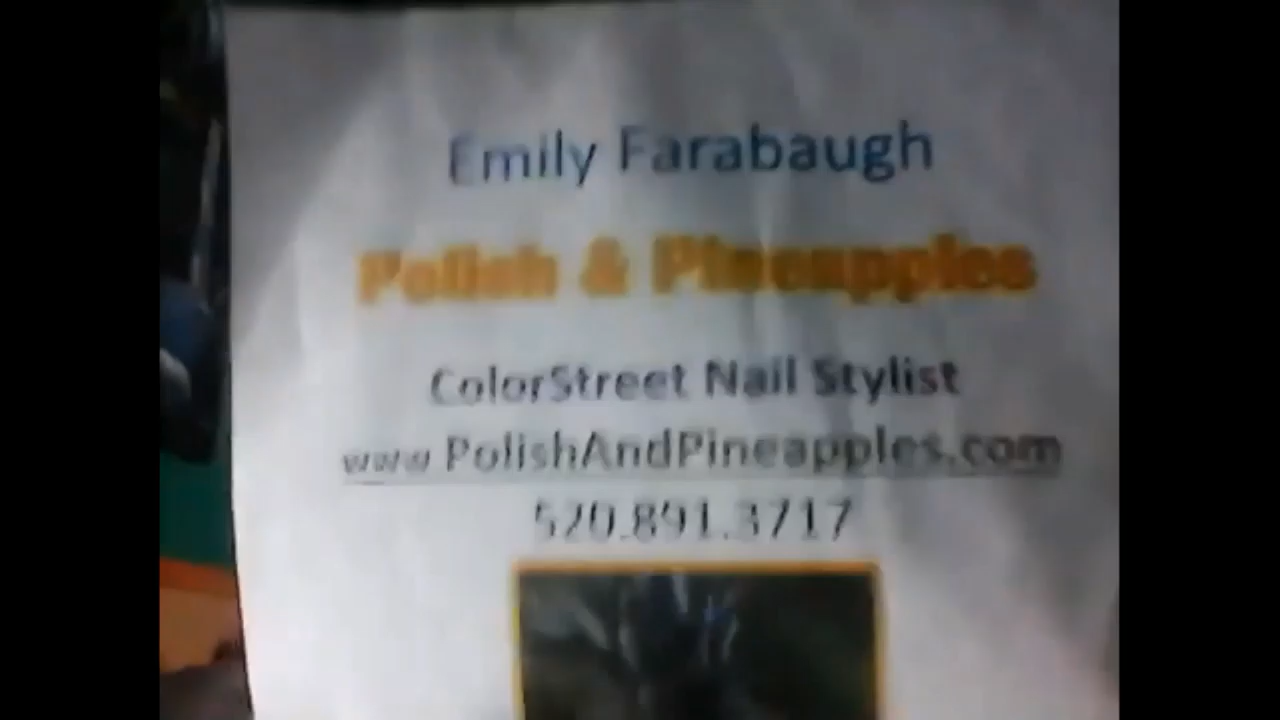 Emily Farabaugh
Polish & Pineapples
ColorStreet Nail Stylist
www.PolishAndPineapples.com
520.891.3717